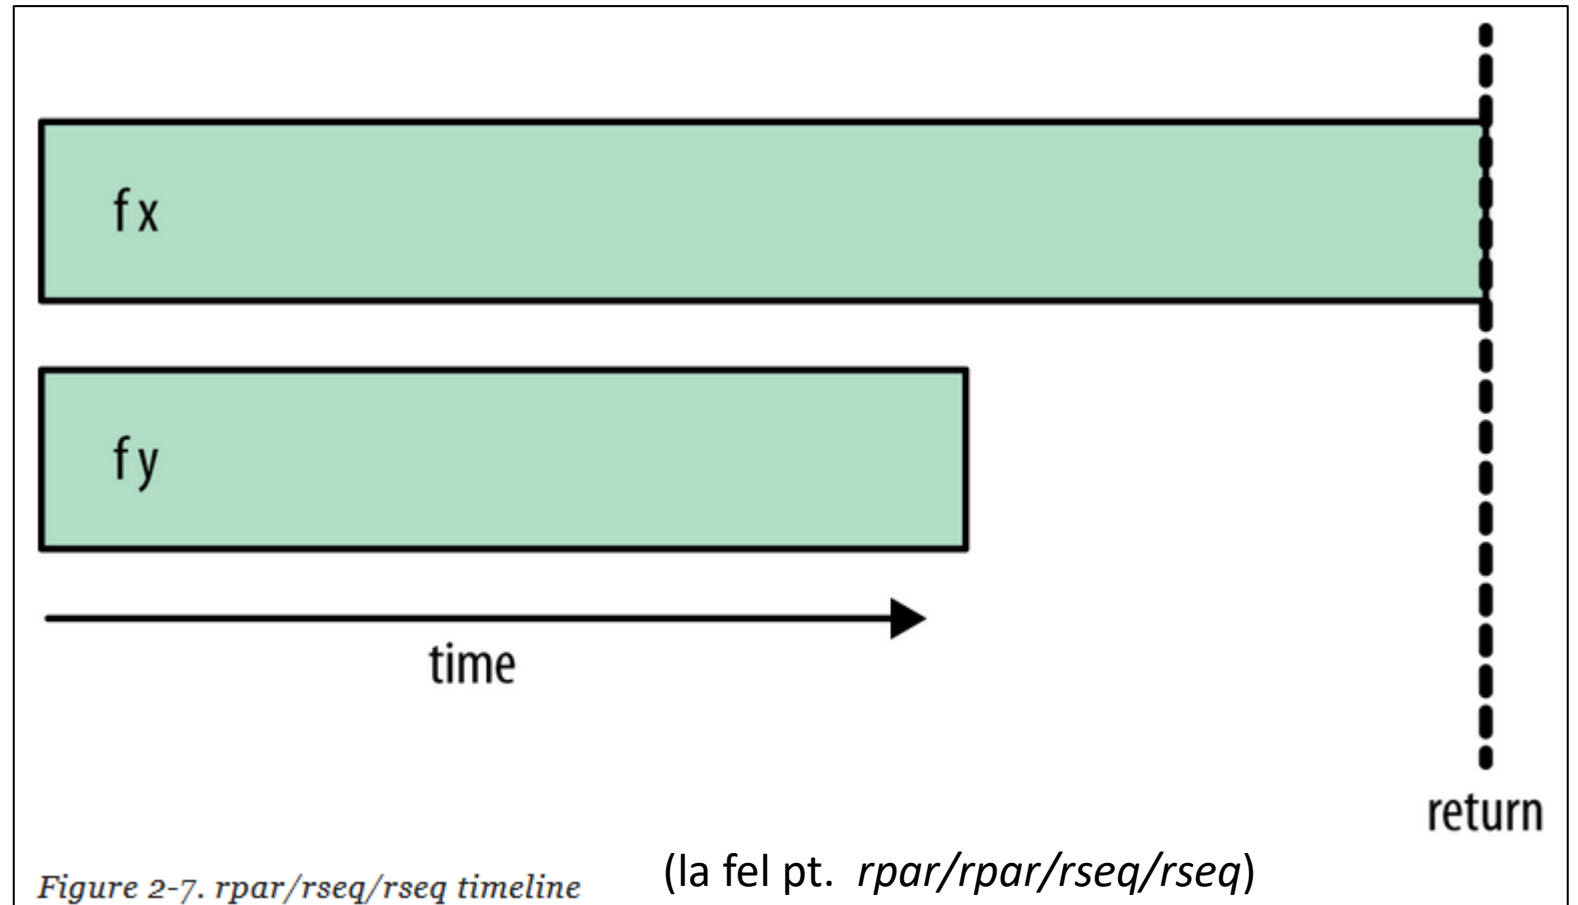 f x
f y
time
return
(la fel pt. rpar/rpar/rseq/rseq)
Figure 2-7. rpar/rseq/rseq timeline